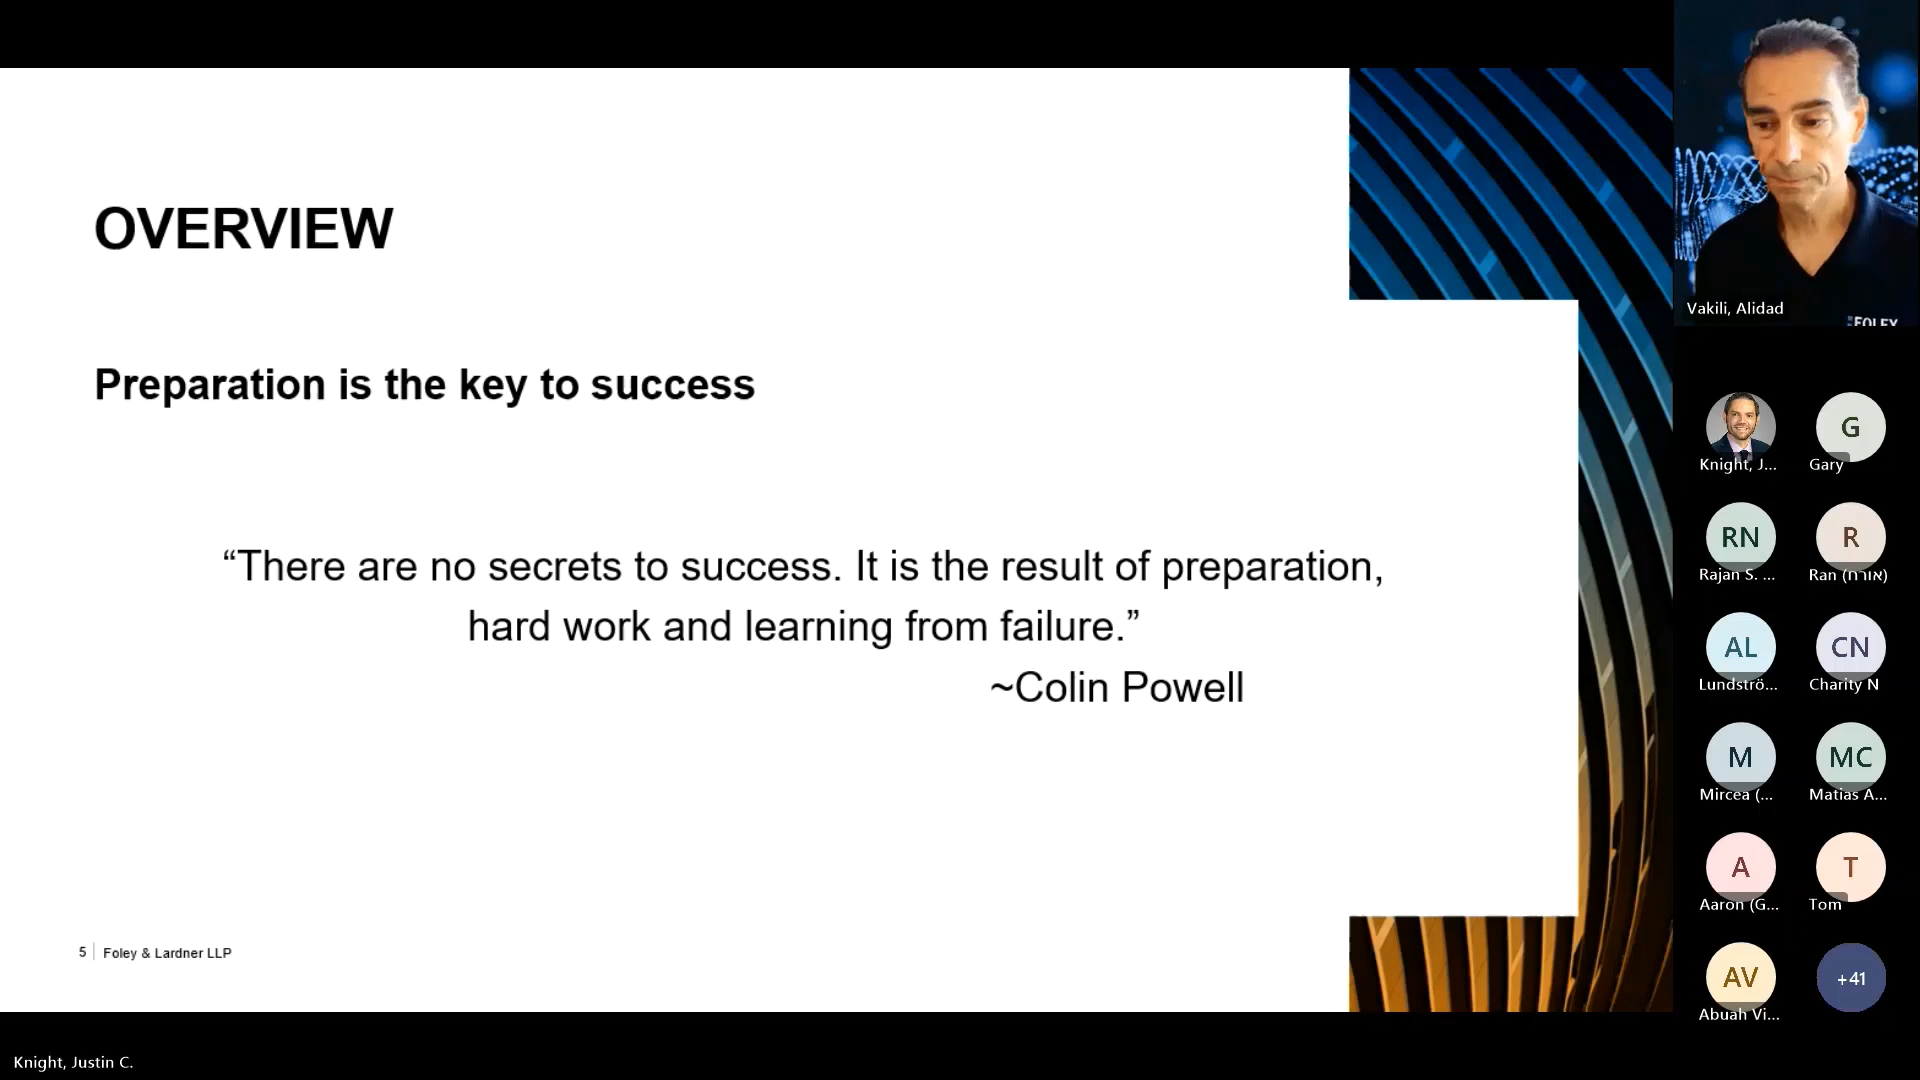 OVERVIEW
Preparation is the key to success
“There are no secrets to success. It is the result of preparation,
hard work and learning from failure.”
~Colin Powell
5
Foley & Lardner LLP
Vakili, Alidad
FOLEY
Knight, J...
G
Gary
RN
Rajan S. ...
R
Ran (אורח)
AL
Lundströ...
CN
Charity N
M
Mircea (...
MC
Matias A...
A
Aaron (G...
T
Tom
AV
Abuah Vi...
+41
Knight, Justin C.